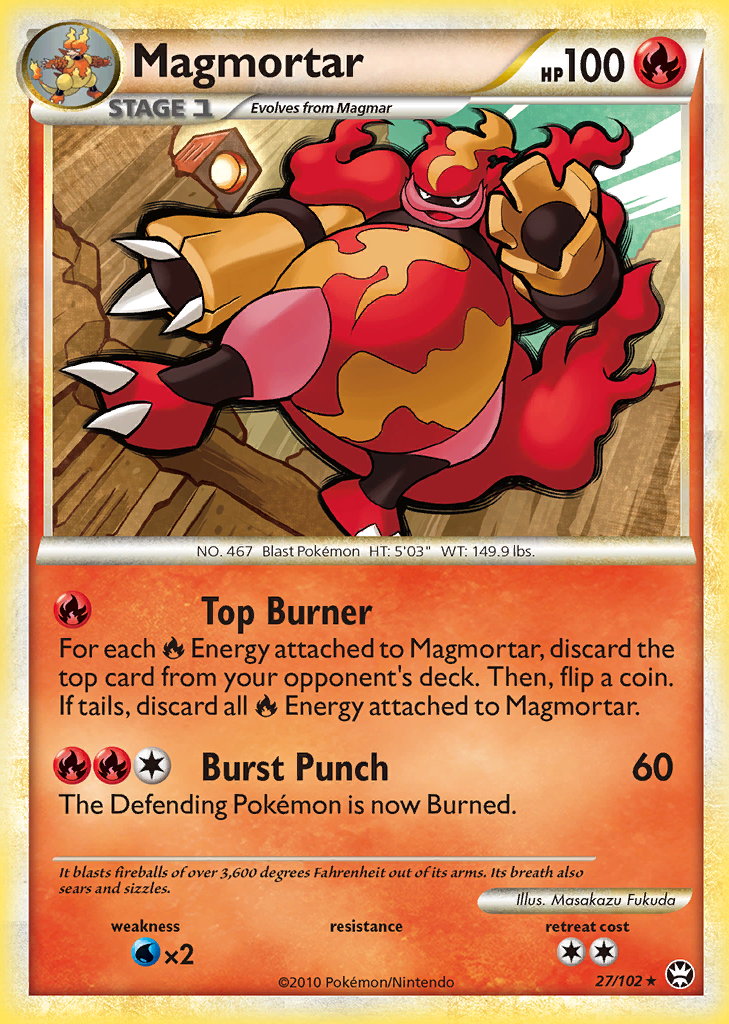 Magmortar
HP 100
STAGE 1
Evolves from Magmar
NO. 467 Blast Pokémon HT: 5'03" WT: 149.9 lbs.
Top Burner
For each Energy attached to Magmortar, discard the
top card from your opponent's deck. Then, flip a coin.
If tails, discard all Energy attached to Magmortar.
Burst Punch 60
The Defending Pokémon is now Burned.
It blasts fireballs of over 3,600 degrees Fahrenheit out of its arms. Its breath also
sears and sizzles.
Illus. Masakazu Fukuda
weakness resistance retreat cost
×2
©2010 Pokémon/Nintendo
27/102 ★